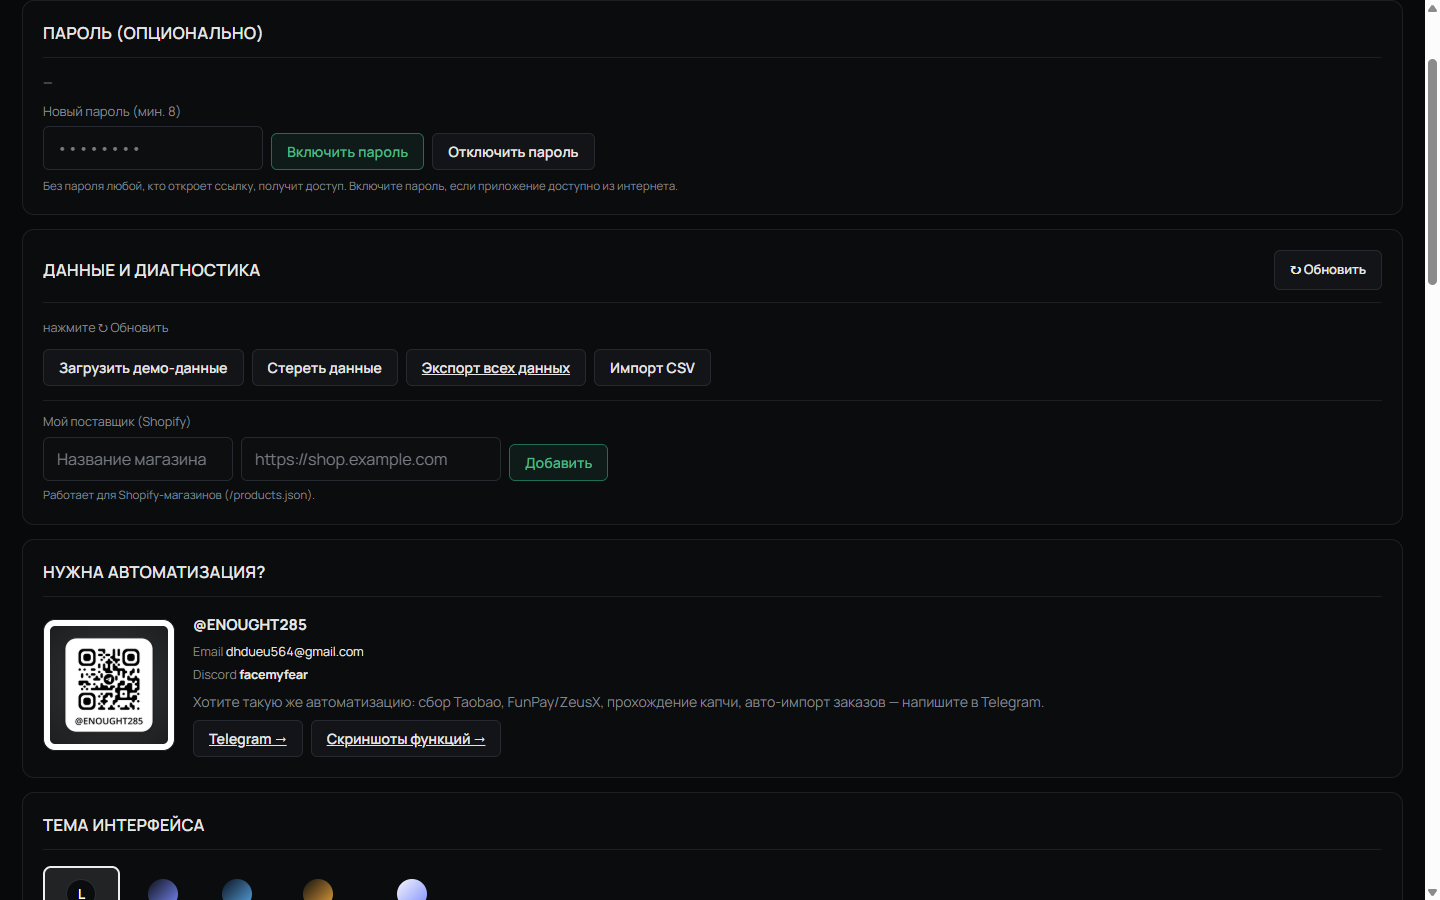 ПАРОЛЬ (ОПЦИОНАЛЬНО)
—
Новый пароль (мин. 8)
••••••••
Включить пароль
Отключить пароль
Без пароля любой, кто откроет ссылку, получит доступ. Включите пароль, если приложение доступно из интернета.
ДАННЫЕ И ДИАГНОСТИКА
↻ Обновить
нажмите ↻ Обновить
Загрузить демо-данные
Стереть данные
Экспорт всех данных
Импорт CSV
Мой поставщик (Shopify)
Название магазина
https://shop.example.com
Добавить
Работает для Shopify-магазинов (/products.json).
НУЖНА АВТОМАТИЗАЦИЯ?
@ENOUGHT285
@ENOUGHT285
Email dhdueu564@gmail.com
Discord facemyfear
Хотите такую же автоматизацию: сбор Taobao, FunPay/ZeusX, прохождение капчи, авто-импорт заказов — напишите в Telegram.
Telegram →
Скриншоты функций →
ТЕМА ИНТЕРФЕЙСА
L